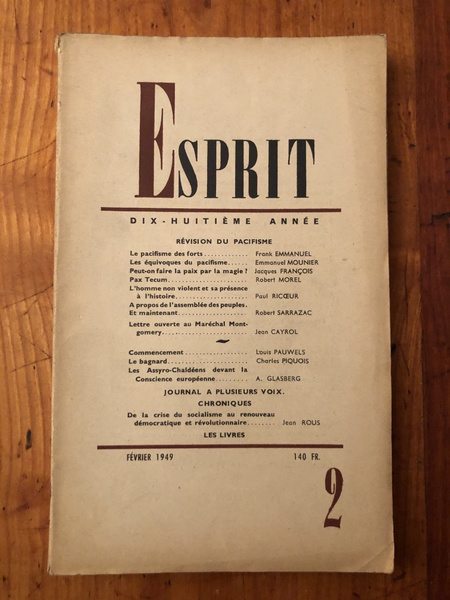 ESPRIT
DIX-HUITIÈME ANNÉE
RÉVISION DU PACIFISME
Le pacifisme des forts............ Frank EMMANUEL
Les équivoques du pacifisme...... Emmanuel MOUNIER
Peut-on faire la paix par la magie ? Jacques FRANÇOIS
Pax Tecum..................... Robert MOREL
L'homme non violent et sa présence
à l'histoire................... Paul RICŒUR
A propos de l'assemblée des peuples.
Et maintenant.................. Robert SARRAZAC
Lettre ouverte au Maréchal Mont-
gomery....................... Jean CAYROL
Commencement................. Louis PAUWELS
Le bagnard..................... Charles PIQUOIS
Les Assyro-Chaldéens devant la
Conscience européenne......... A. GLASBERG
JOURNAL A PLUSIEURS VOIX.
CHRONIQUES
De la crise du socialisme au renouveau
démocratique et révolutionnaire........ Jean ROUS
LES LIVRES
FÉVRIER 1949 140 FR.
2